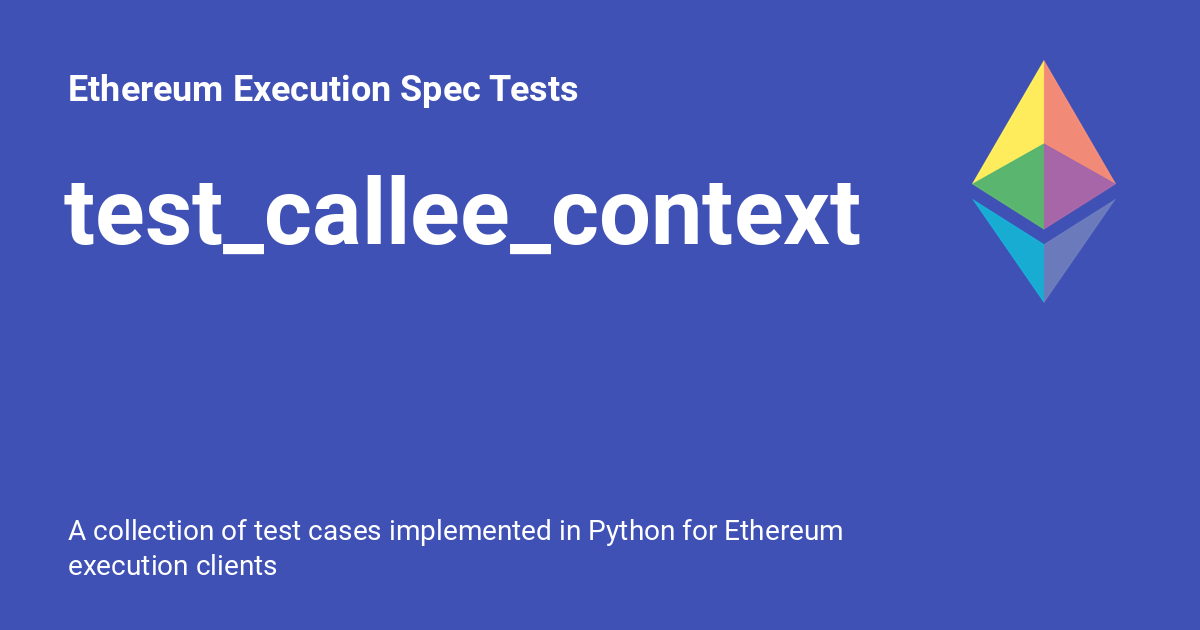 Ethereum Execution Spec Tests
test_callee_context
A collection of test cases implemented in Python for Ethereum
execution clients